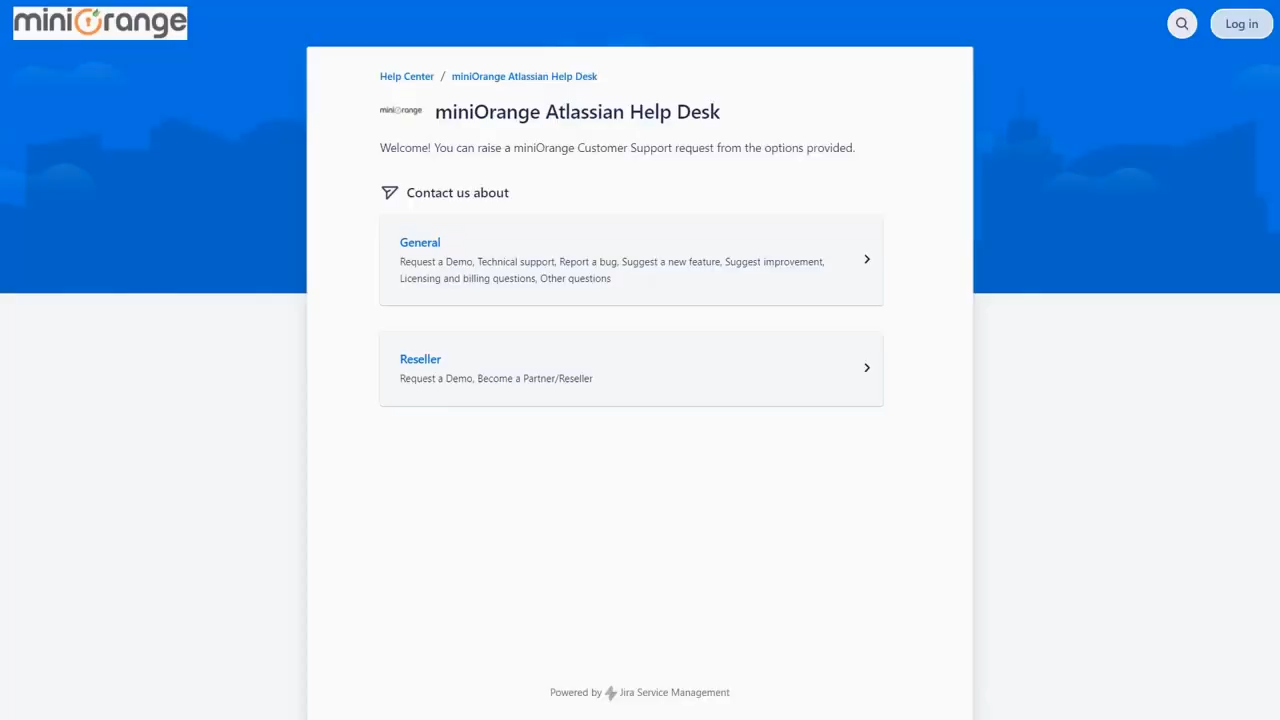 miniOrange
Log in
Help Center / miniOrange Atlassian Help Desk
miniOrange
miniOrange Atlassian Help Desk
Welcome! You can raise a miniOrange Customer Support request from the options provided.
Contact us about
General
Request a Demo, Technical support, Report a bug, Suggest a new feature, Suggest improvement,
Licensing and billing questions, Other questions
Reseller
Request a Demo, Become a Partner/Reseller
Powered by Jira Service Management